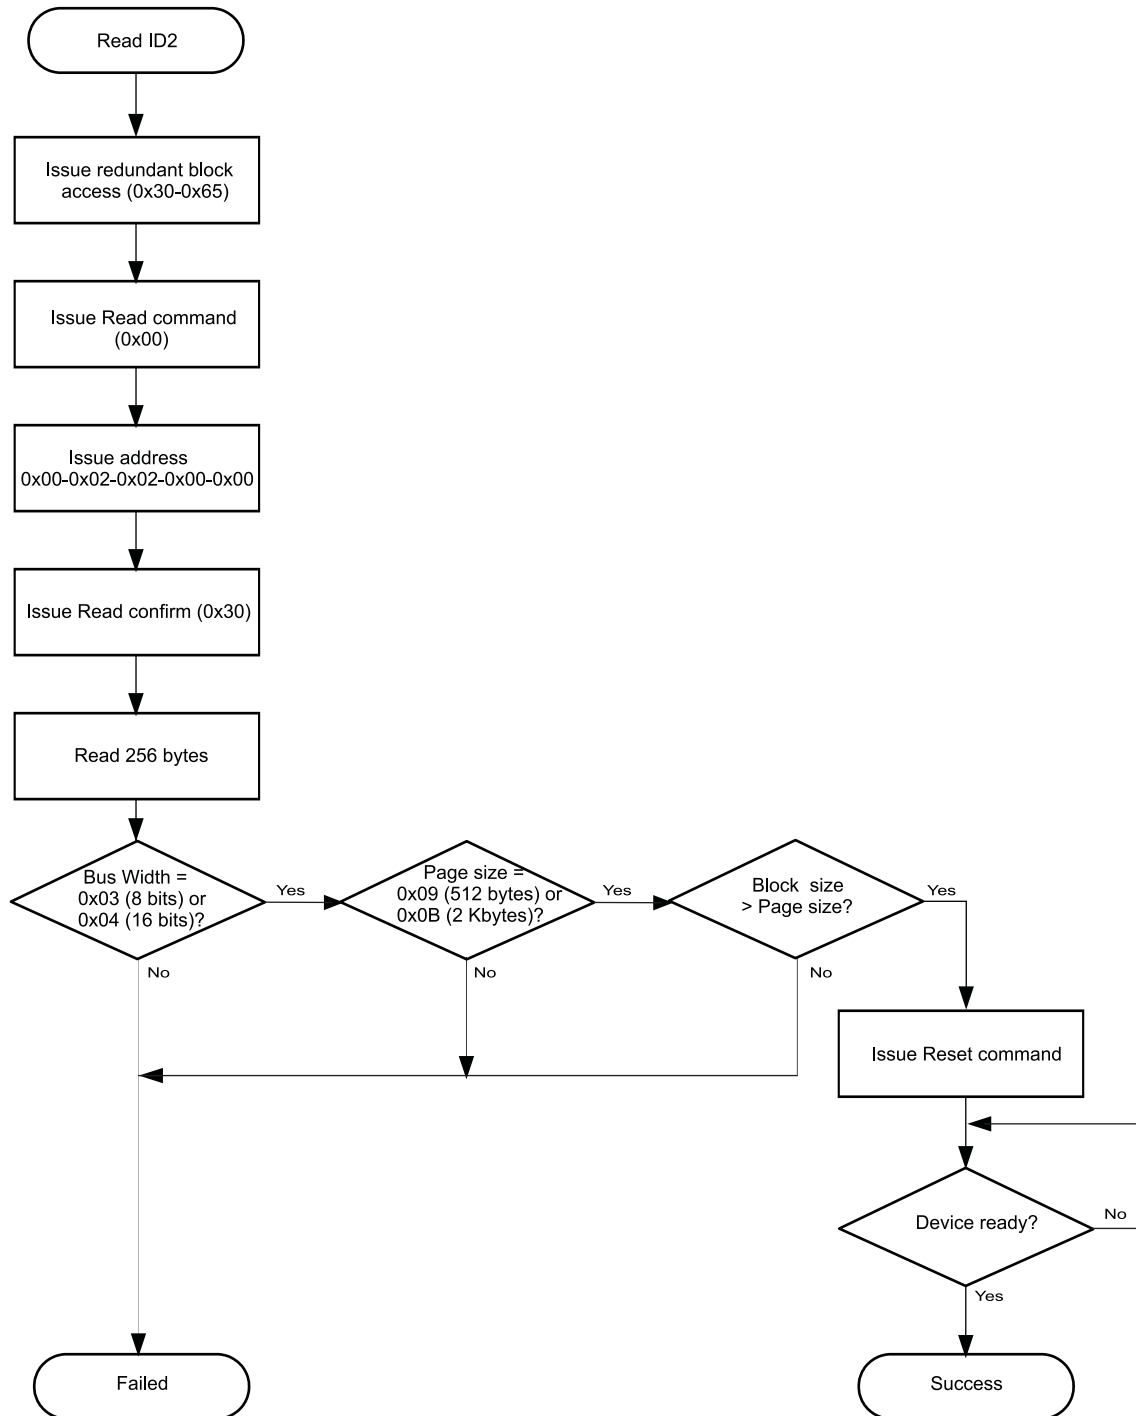 Read ID2
Issue redundant block
access (0x30-0x65)
Issue Read command
(0x00)
Issue address
0x00-0x02-0x02-0x00-0x00
Issue Read confirm (0x30)
Read 256 bytes
Bus Width =
0x03 (8 bits) or
0x04 (16 bits)?
Yes
No
Page size =
0x09 (512 bytes) or
0x0B (2 Kbytes)?
Yes
No
Block size
> Page size?
Yes
No
Issue Reset command
Device ready?
No
Yes
Failed
Success